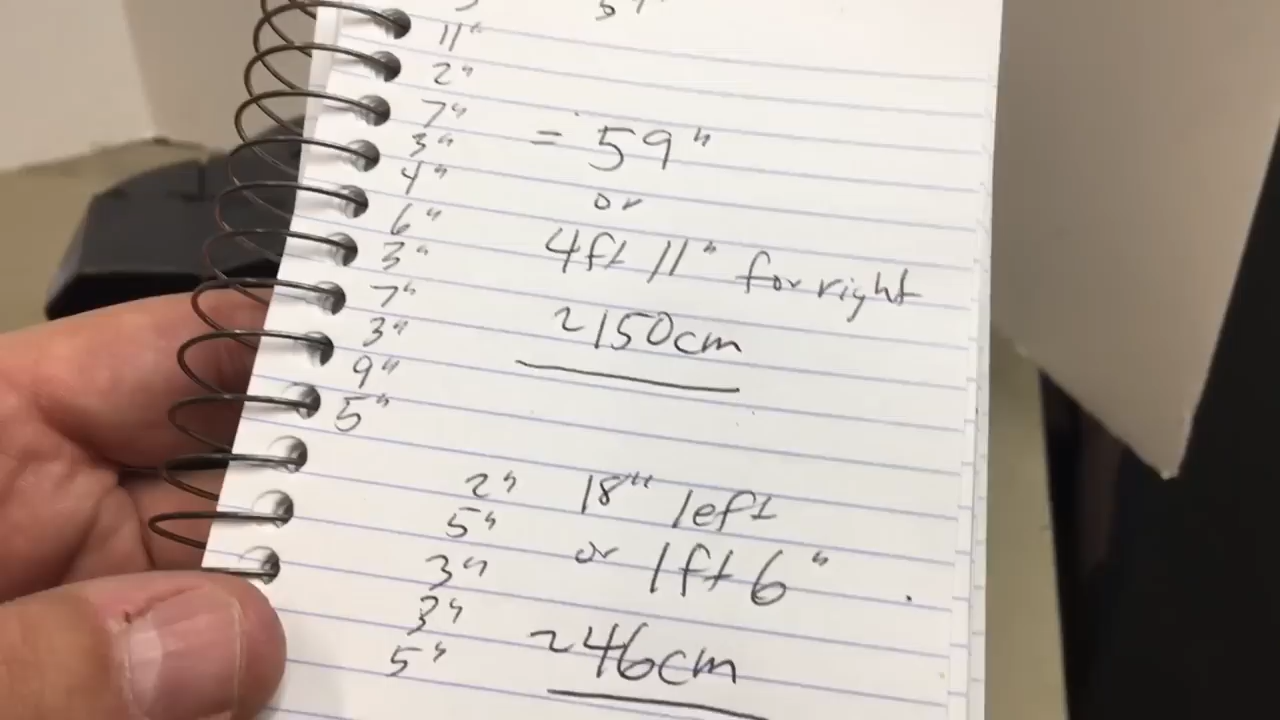 11"
2"
7"
3" = 59"
4"
or
6"
3" 4ft 11" for right
7"
3" ~150cm
9"
5"
2" 18" left
5"
3" or 1ft 6"
3"
5" ~46cm